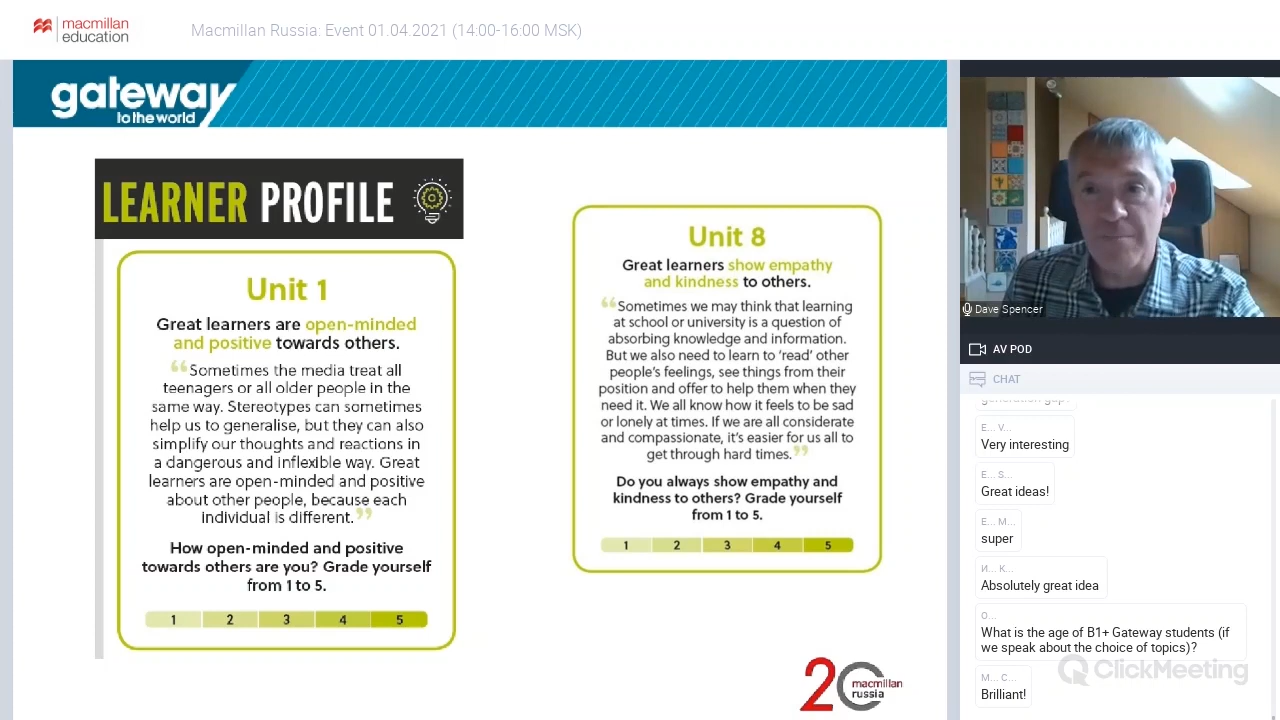 macmillan
education
Macmillan Russia: Event 01.04.2021 (14:00-16:00 MSK)
gateway
to the world
LEARNER PROFILE
Unit 1
Great learners are open-minded
and positive towards others.
“Sometimes the media treat all
teenagers or all older people in the
same way. Stereotypes can sometimes
help us to generalise, but they can also
simplify our thoughts and reactions in
a dangerous and inflexible way. Great
learners are open-minded and positive
about other people, because each
individual is different.”
How open-minded and positive
towards others are you? Grade yourself
from 1 to 5.
1 2 3 4 5
Unit 8
Great learners show empathy
and kindness to others.
“Sometimes we may think that learning
at school or university is a question of
absorbing knowledge and information.
But we also need to learn to ‘read’ other
people’s feelings, see things from their
position and offer to help them when they
need it. We all know how it feels to be sad
or lonely at times. If we are all considerate
and compassionate, it’s easier for us all to
get through hard times.”
Do you always show empathy and
kindness to others? Grade yourself
from 1 to 5.
1 2 3 4 5
20 macmillan
russia
Dave Spencer
AV POD
CHAT
generation gap?
E... V...
Very interesting
E... S...
Great ideas!
E... M...
super
И... К...
Absolutely great idea
O...
What is the age of B1+ Gateway students (if
we speak about the choice of topics)?
M... C...
Brilliant!
ClickMeeting